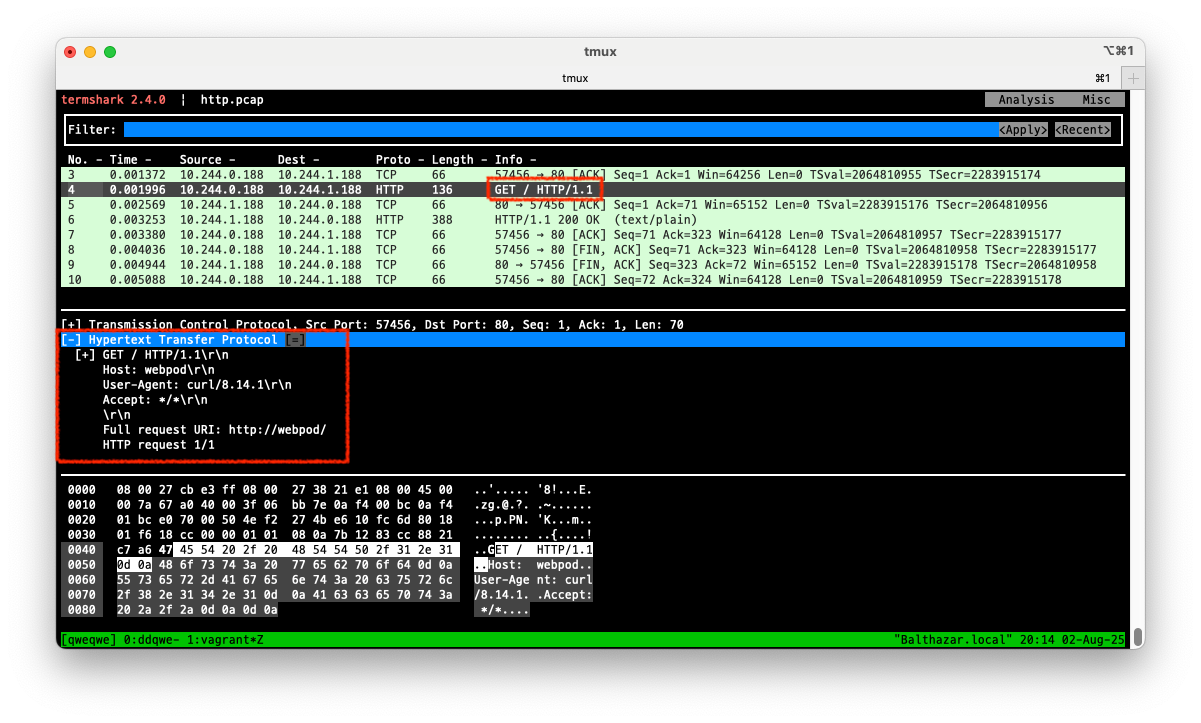 tmux
⌥⌘1
tmux
⌘1
+
termshark 2.4.0 | http.pcap
Analysis Misc
Filter: <Apply> <Recent>
No. - Time - Source - Dest - Proto - Length - Info -
3 0.001372 10.244.0.188 10.244.1.188 TCP 66 57456 → 80 [ACK] Seq=1 Ack=1 Win=64256 Len=0 TSval=2064810955 TSecr=2283915174
4 0.001996 10.244.0.188 10.244.1.188 HTTP 136 GET / HTTP/1.1
5 0.002569 10.244.1.188 10.244.0.188 TCP 66 80 → 57456 [ACK] Seq=1 Ack=71 Win=65152 Len=0 TSval=2283915176 TSecr=2064810956
6 0.003253 10.244.1.188 10.244.0.188 HTTP 388 HTTP/1.1 200 OK (text/plain)
7 0.003380 10.244.0.188 10.244.1.188 TCP 66 57456 → 80 [ACK] Seq=71 Ack=323 Win=64128 Len=0 TSval=2064810957 TSecr=2283915177
8 0.004036 10.244.0.188 10.244.1.188 TCP 66 57456 → 80 [FIN, ACK] Seq=71 Ack=323 Win=64128 Len=0 TSval=2064810958 TSecr=2283915177
9 0.004944 10.244.1.188 10.244.0.188 TCP 66 80 → 57456 [FIN, ACK] Seq=323 Ack=72 Win=65152 Len=0 TSval=2283915178 TSecr=2064810958
10 0.005088 10.244.0.188 10.244.1.188 TCP 66 57456 → 80 [ACK] Seq=72 Ack=324 Win=64128 Len=0 TSval=2064810959 TSecr=2283915178
[+] Transmission Control Protocol, Src Port: 57456, Dst Port: 80, Seq: 1, Ack: 1, Len: 70
[-] Hypertext Transfer Protocol [=]
[+] GET / HTTP/1.1\r\n
Host: webpod\r\n
User-Agent: curl/8.14.1\r\n
Accept: */*\r\n
\r\n
Full request URI: http://webpod/
HTTP request 1/1
0000 08 00 27 cb e3 ff 08 00 27 38 21 e1 08 00 45 00 ..'..... '8!...E.
0010 00 7a 67 a0 40 00 3f 06 bb 7e 0a f4 00 bc 0a f4 .zg.@.?. .~......
0020 01 bc e0 70 00 50 4e f2 27 4b e6 10 fc 6d 80 18 ...p.PN. 'K...m..
0030 01 f6 18 cc 00 00 01 01 08 0a 7b 12 83 cc 88 21 ........ ..{....!
0040 c7 a6 47 45 54 20 2f 20 48 54 54 50 2f 31 2e 31 ..GET / HTTP/1.1
0050 0d 0a 48 6f 73 74 3a 20 77 65 62 70 6f 64 0d 0a ..Host: webpod..
0060 55 73 65 72 2d 41 67 65 6e 74 3a 20 63 75 72 6c User-Age nt: curl
0070 2f 38 2e 31 34 2e 31 0d 0a 41 63 63 65 70 74 3a /8.14.1. .Accept:
0080 20 2a 2f 2a 0d 0a 0d 0a */*....
[qweqwe] 0:ddqwe- 1:vagrant*Z "Balthazar.local" 20:14 02-Aug-25